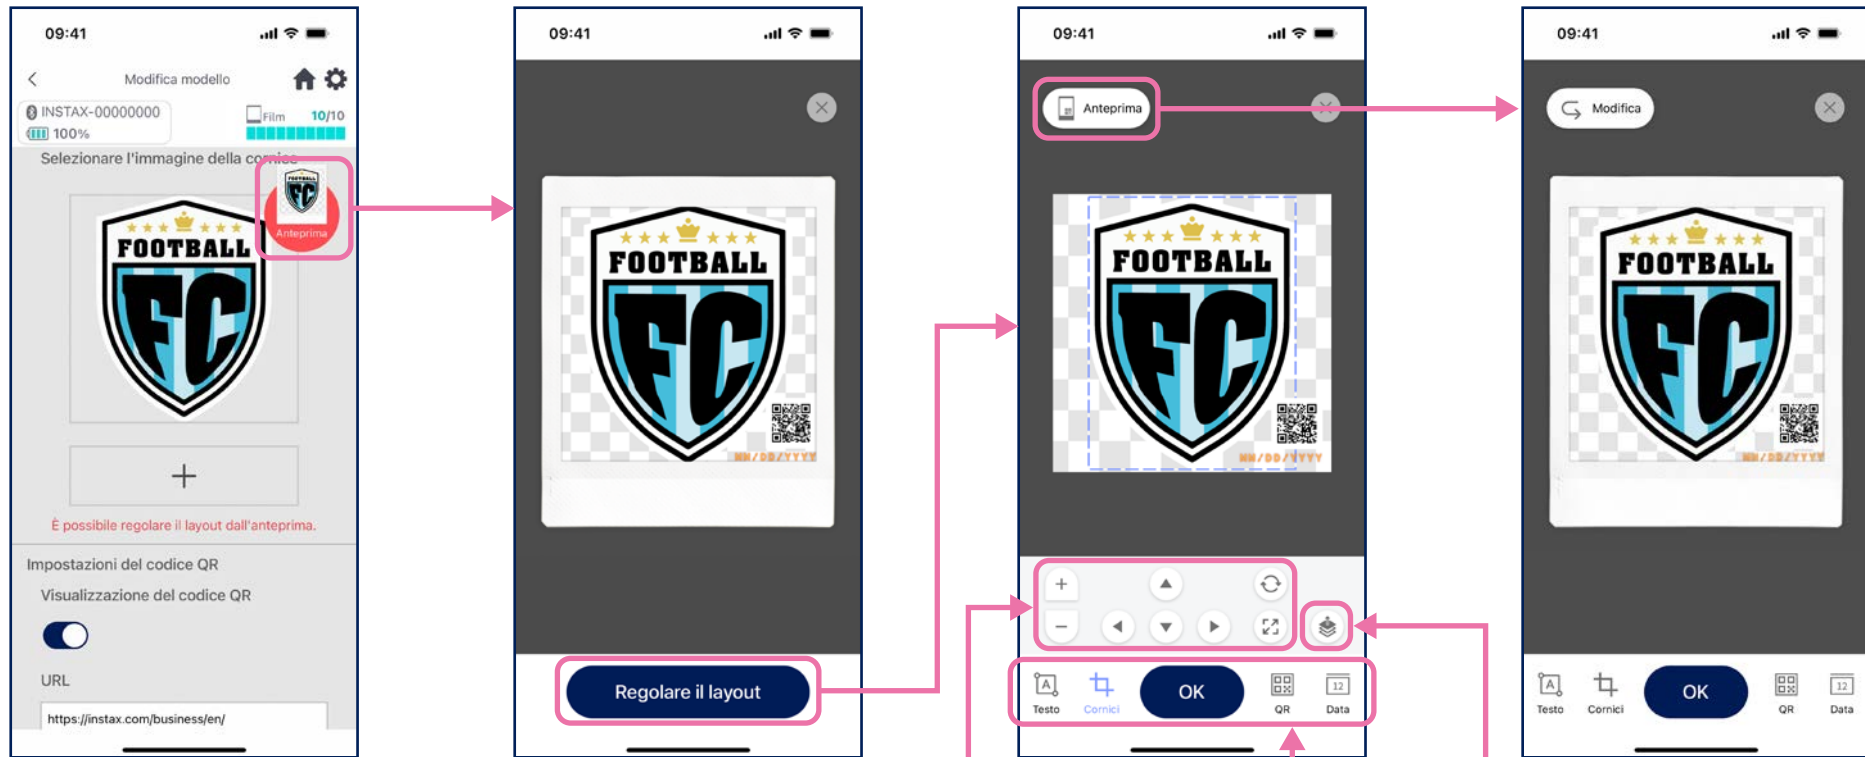 09:41
Modifica modello
INSTAX-00000000
100%
Film 10/10
Selezionare l'immagine della cornice
FOOTBALL
FC
Anteprima
FOOTBALL
FC
+
È possibile regolare il layout dall'anteprima.
Impostazioni del codice QR
Visualizzazione del codice QR
URL
https://instax.com/business/en/
09:41
FOOTBALL
FC
MM/DD/YYYY
Regolare il layout
09:41
Anteprima
FOOTBALL
FC
MM/DD/YYYY
+
−
Testo
Cornici
OK
QR
12
Data
09:41
Modifica
FOOTBALL
FC
MM/DD/YYYY
Testo
Cornici
OK
QR
12
Data